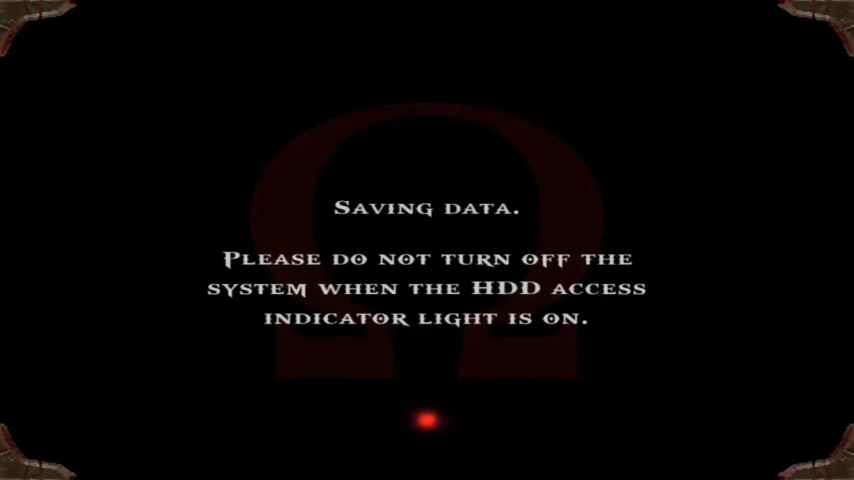 Saving data.
Please do not turn off the
system when the HDD access
indicator light is on.